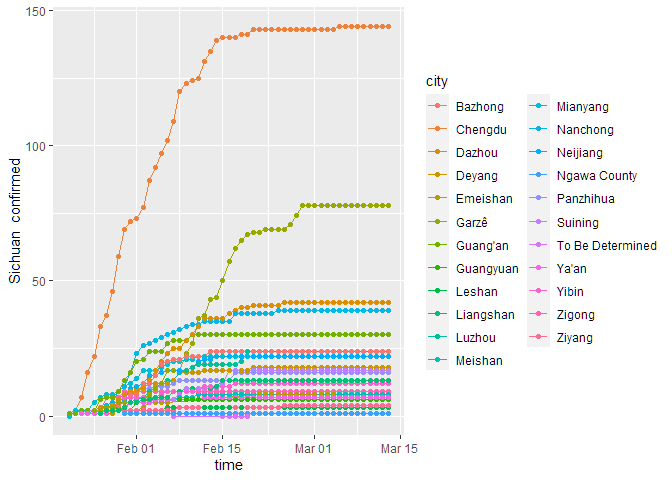 150
100
50
0
Sichuan confirmed
Feb 01
Feb 15
Mar 01
Mar 15
time
city
Bazhong
Chengdu
Dazhou
Deyang
Emeishan
Garzê
Guang'an
Guangyuan
Leshan
Liangshan
Luzhou
Meishan
Mianyang
Nanchong
Neijiang
Ngawa County
Panzhihua
Suining
To Be Determined
Ya'an
Yibin
Zigong
Ziyang